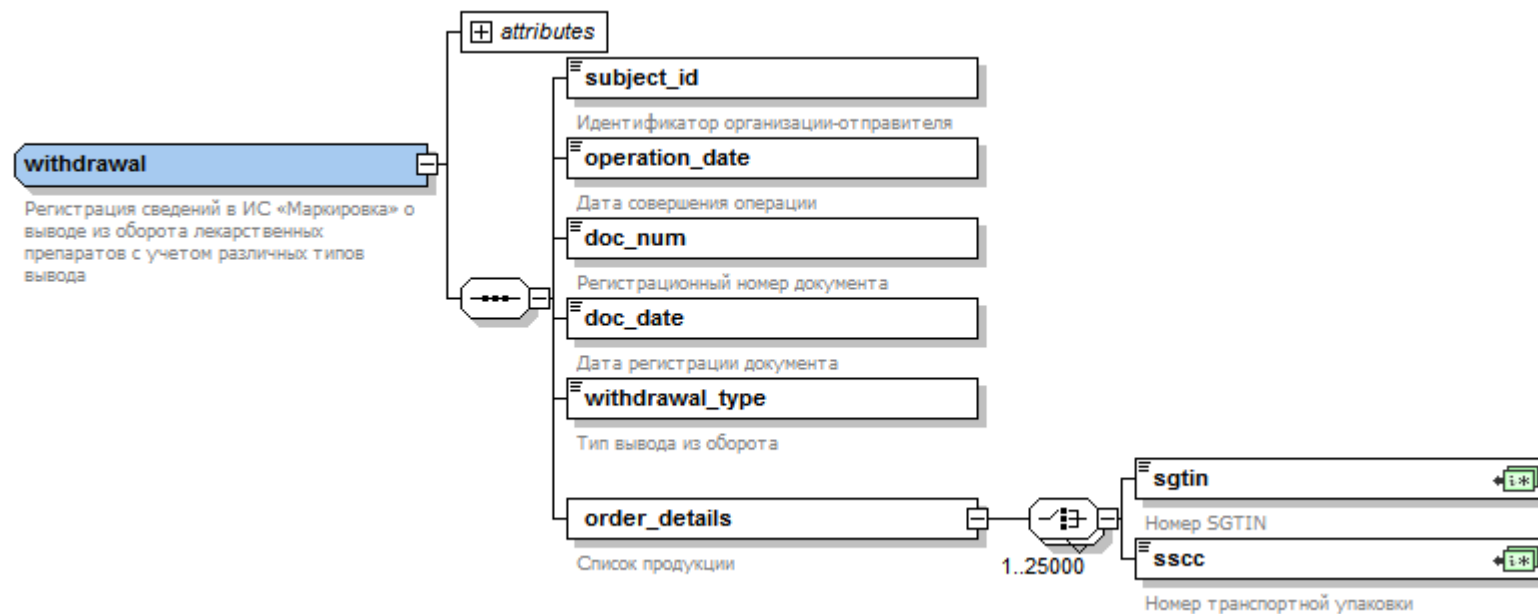 attributes
subject_id
Идентификатор организации-отправителя
withdrawal
operation_date
Регистрация сведений в ИС «Маркировка» о
выводе из оборота лекарственных
препаратов с учетом различных типов
вывода
Дата совершения операции
doc_num
Регистрационный номер документа
doc_date
Дата регистрации документа
withdrawal_type
Тип вывода из оборота
order_details
Список продукции
1..25000
sgtin
Номер SGTIN
sscc
Номер транспортной упаковки